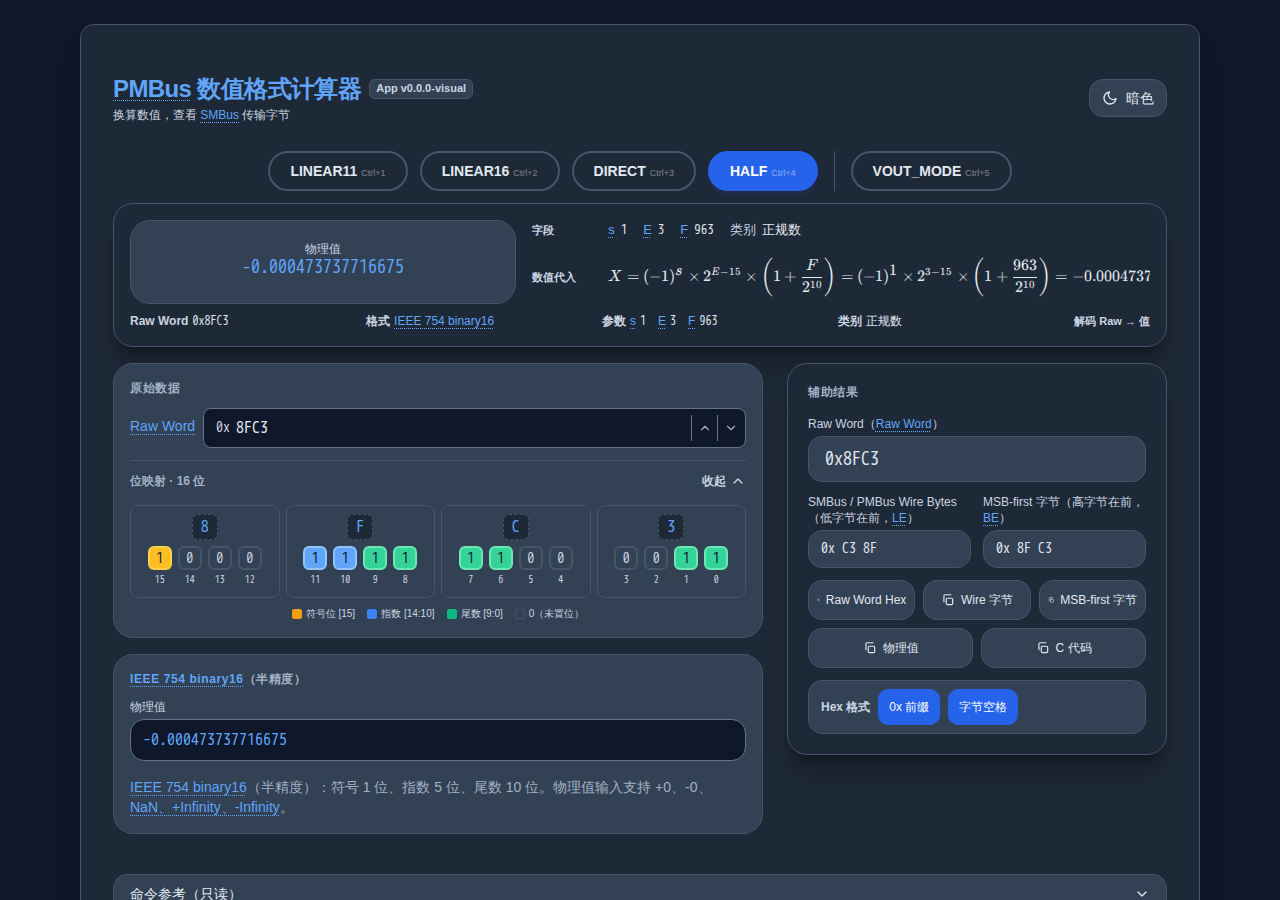 PMBus 数值格式计算器 App v0.0.0-visual
换算数值，查看 SMBus 传输字节
暗色
LINEAR11 Ctrl+1
LINEAR16 Ctrl+2
DIRECT Ctrl+3
HALF Ctrl+4
VOUT_MODE Ctrl+5
物理值
-0.000473737716675
字段 s 1 E 3 F 963 类别 正规数
数值代入 X = (−1)^s × 2^{E−15} × (1 + F/2^{10}) = (−1)^1 × 2^{3−15} × (1 + 963/2^{10}) = −0.0004737
Raw Word 0x8FC3
格式 IEEE 754 binary16
参数 s 1 E 3 F 963
类别 正规数
解码 Raw → 值
原始数据
Raw Word 0x 8FC3
位映射 · 16 位
收起
8 F C 3
1 0 0 0 1 1 1 1 1 1 0 0 0 0 1 1
15 14 13 12 11 10 9 8 7 6 5 4 3 2 1 0
符号位 [15] 指数 [14:10] 尾数 [9:0] 0（未置位）
IEEE 754 binary16（半精度）
物理值
-0.000473737716675
IEEE 754 binary16（半精度）：符号 1 位、指数 5 位、尾数 10 位。物理值输入支持 +0、-0、
NaN、+Infinity、-Infinity。
辅助结果
Raw Word（Raw Word）
0x8FC3
SMBus / PMBus Wire Bytes
（低字节在前，LE）
0x C3 8F
MSB-first 字节（高字节在前，
BE）
0x 8F C3
Raw Word Hex
Wire 字节
MSB-first 字节
物理值
C 代码
Hex 格式 0x 前缀 字节空格
命令参考（只读）